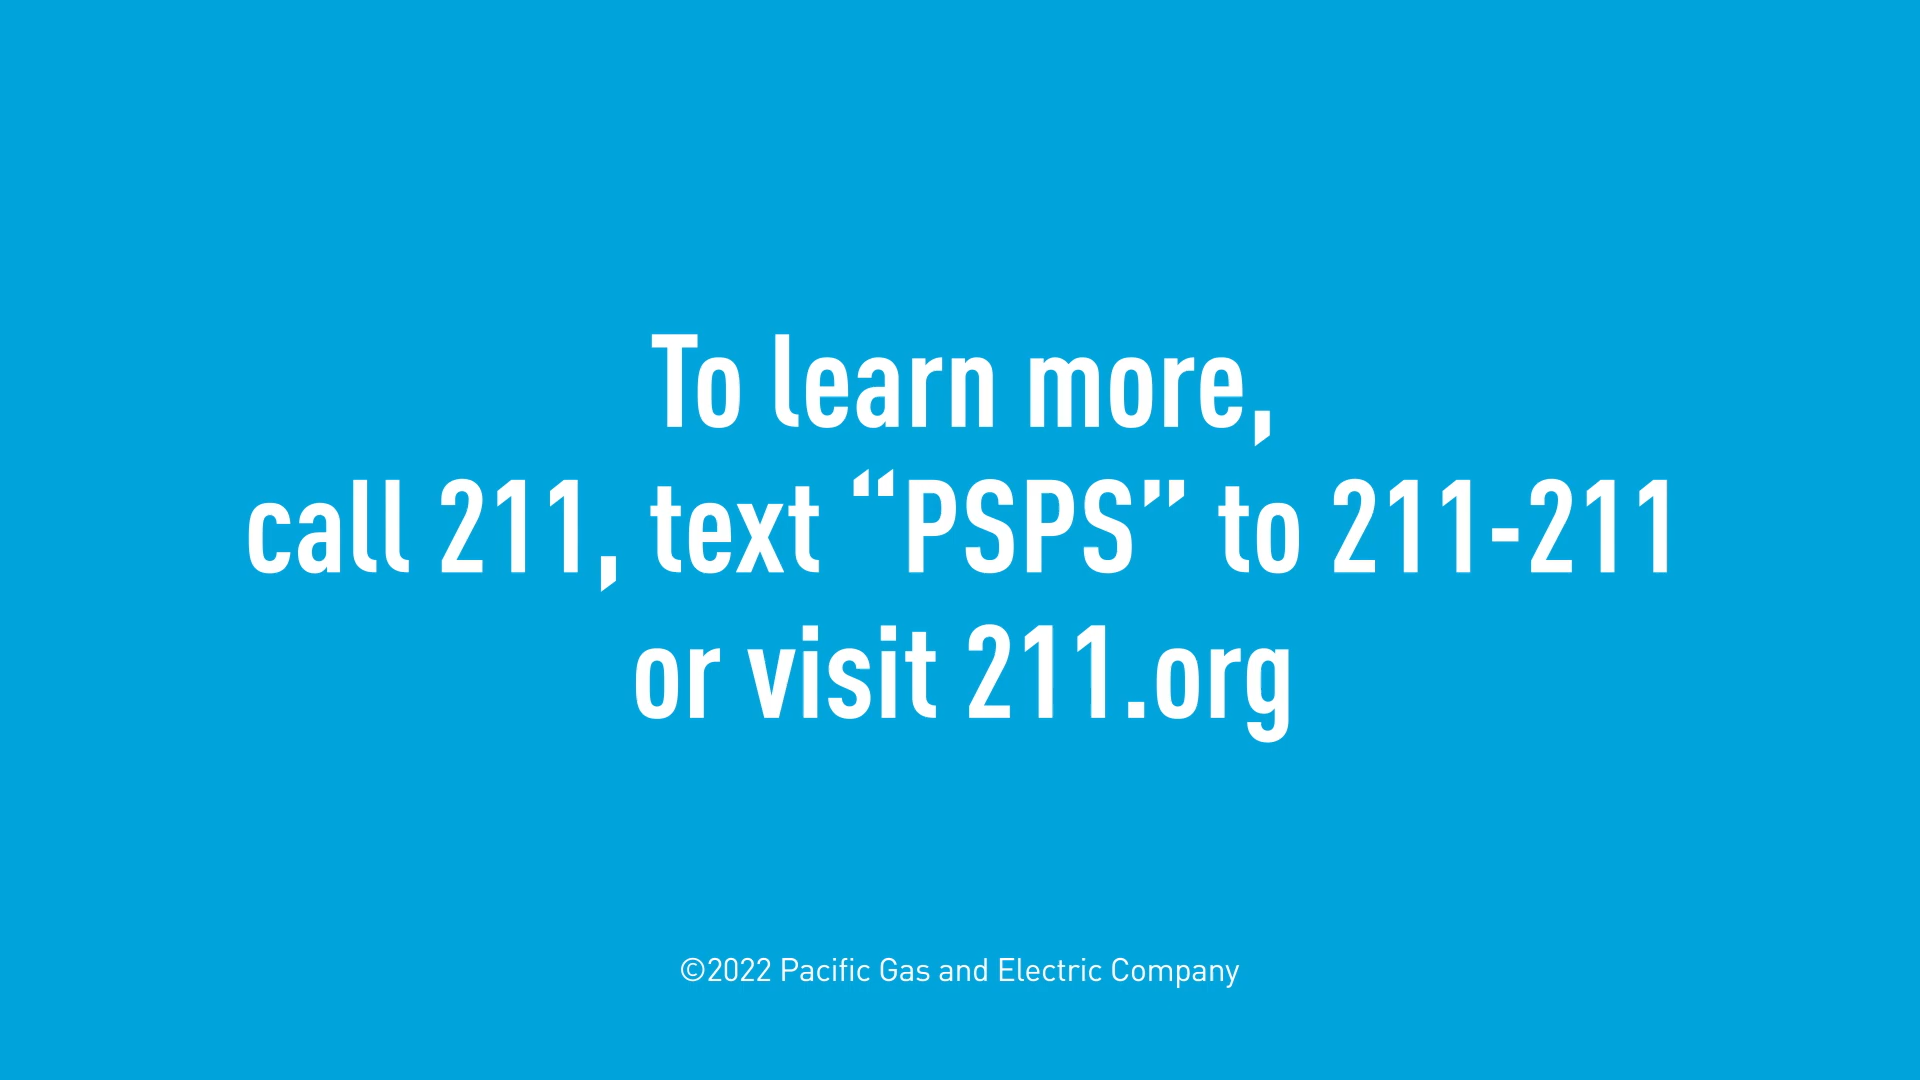 To learn more,
call 211, text “PSPS” to 211-211
or visit 211.org
©2022 Pacific Gas and Electric Company